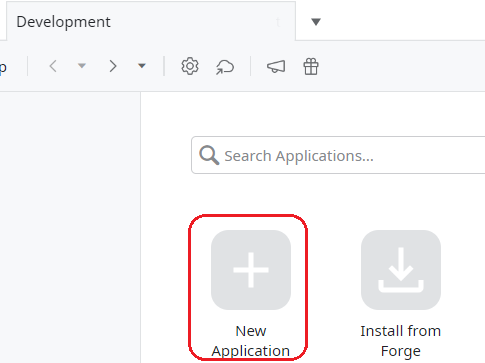 Development
p
Search Applications...
New
Application
Install from
Forge